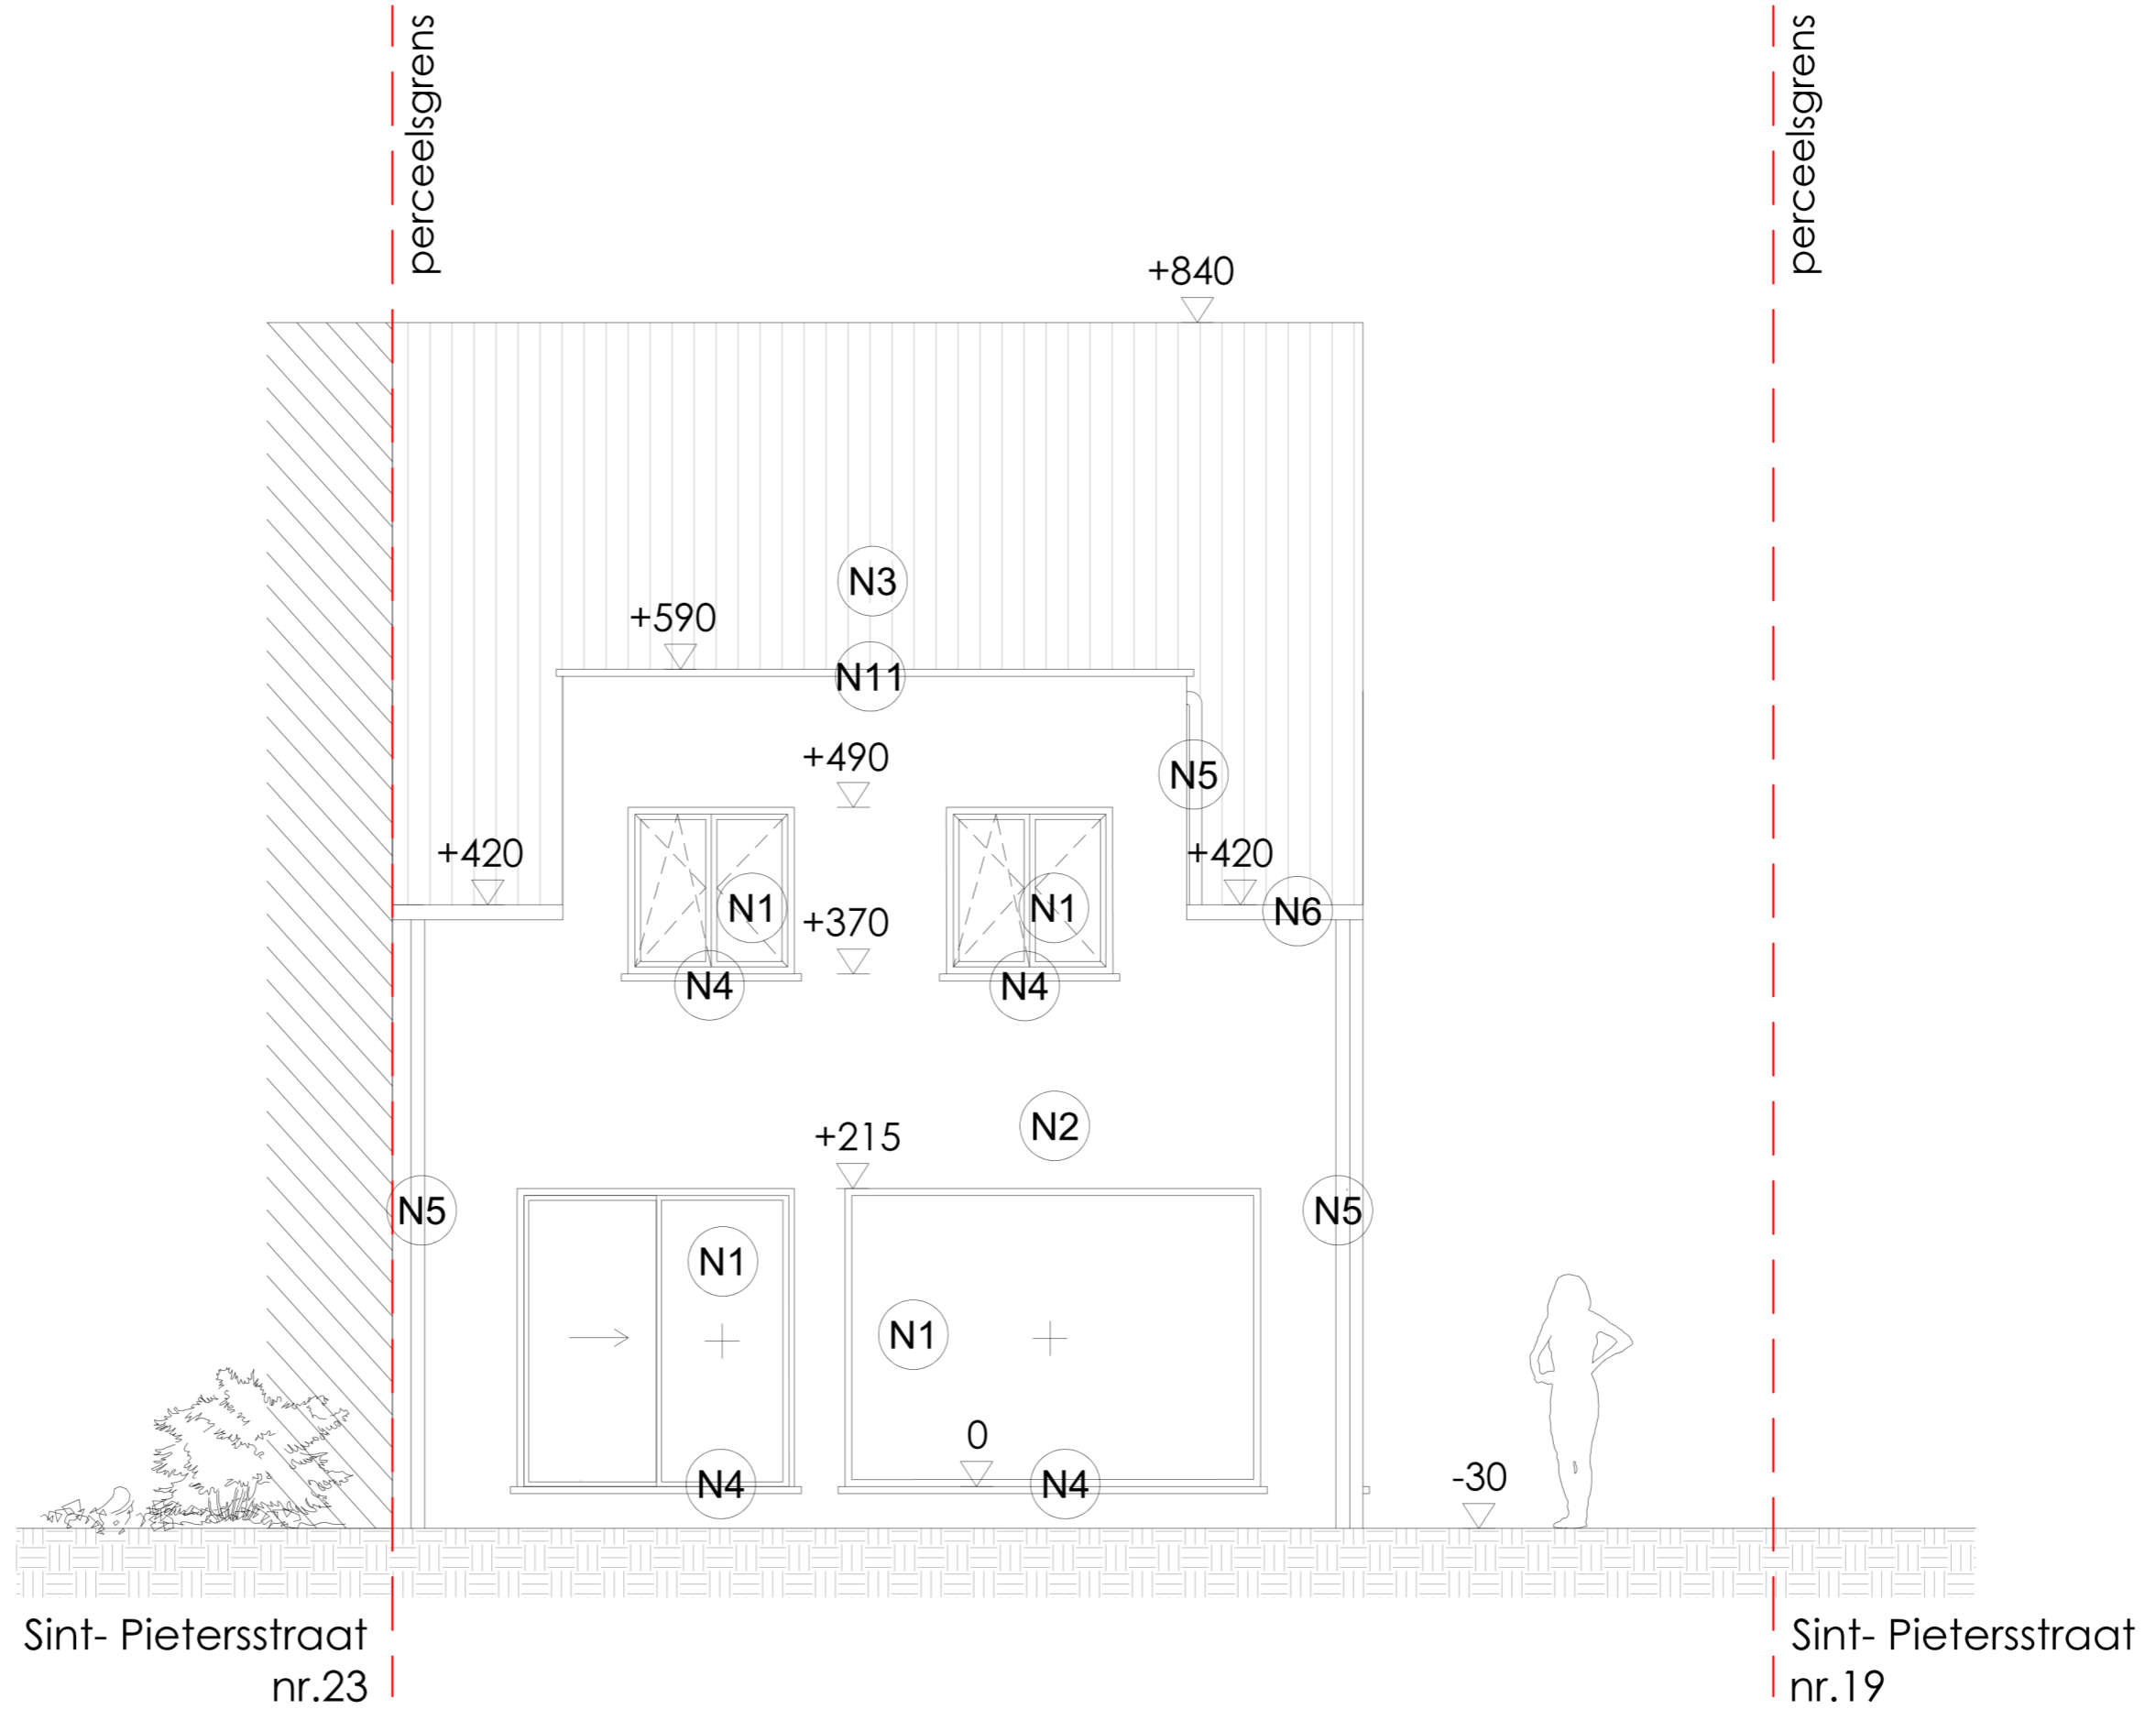 perceelsgrens
perceelsgrens
+840
N3
+590
N11
+490
N5
+420
+420
N1
N1
N6
+370
N4
N4
N2
+215
N5
N5
N1
N1
0
N4
N4
-30
Sint- Pietersstraat
nr.23
Sint- Pietersstraat
nr.19